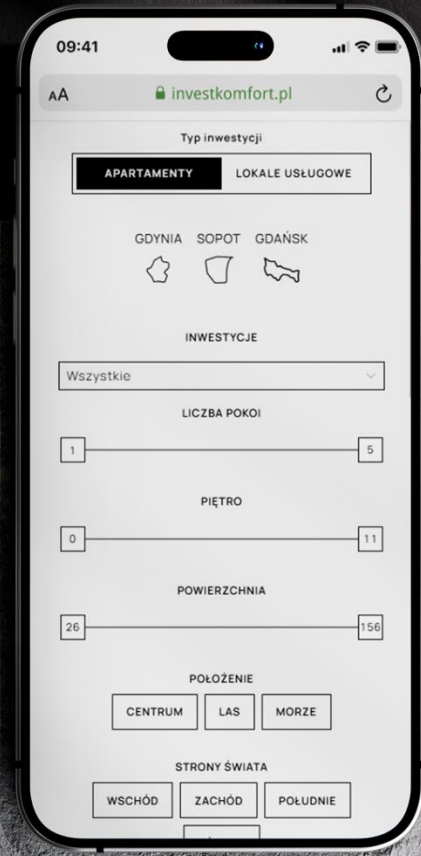 09:41
AA investkomfort.pl
Typ inwestycji
APARTAMENTY LOKALE USŁUGOWE
GDYNIA SOPOT GDAŃSK
INWESTYCJE
Wszystkie
LICZBA POKOI
1 5
PIĘTRO
0 11
POWIERZCHNIA
26 156
POŁOŻENIE
CENTRUM LAS MORZE
STRONY ŚWIATA
WSCHÓD ZACHÓD POŁUDNIE